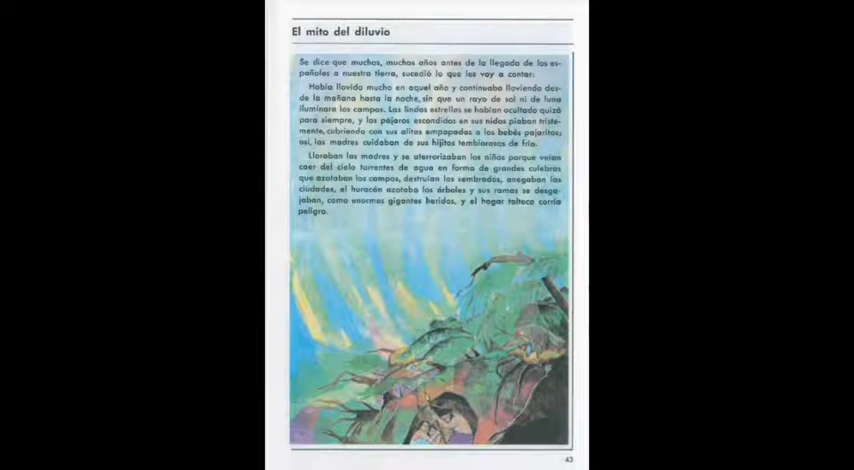 El mito del diluvio
Se dice que muchos, muchos años antes de la llegada de los es-
pañoles a nuestra tierra, sucedió lo que les voy a contar:
Había llovido mucho en aquel año y continuaba lloviendo des-
de la mañana hasta la noche, sin que un rayo de sol ni de luna
iluminara los campos. Las lindas estrellas se habían ocultado quizá
para siempre, y los pájaros escondidos en sus nidos piaban triste-
mente, cubriendo con sus alitas empapadas a los bebés pajaritos;
así, las madres cuidaban de sus hijitos temblorosos de frío.
Lloraban las madres y se aterrorizaban los niños porque veían
caer del cielo torrentes de agua en forma de grandes culebras
que azotaban los campos, destruían los sembrados, anegaban las
ciudades, el huracán azotaba los árboles y sus ramas se desga-
jaban, como enormes gigantes heridos, y el hogar tolteca corría
peligro.
43